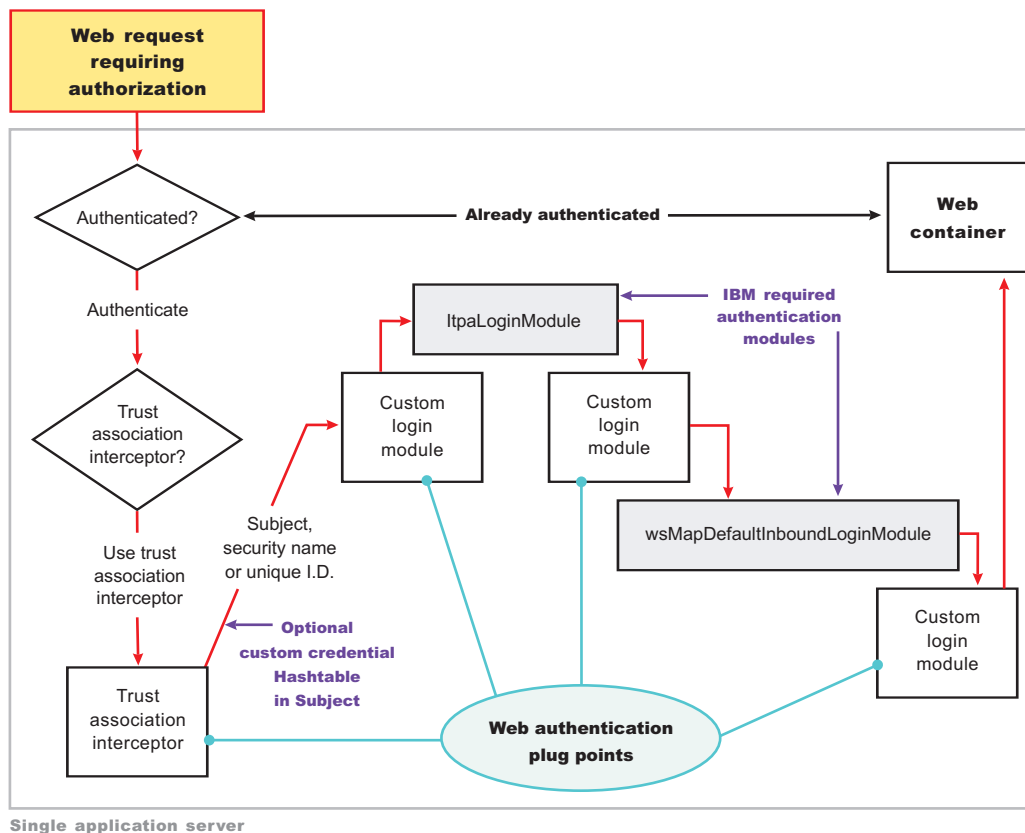 Web request
requiring
authorization
Authenticated?
Already authenticated
Web
container
Authenticate
ltpaLoginModule
IBM required
authentication
modules
Trust
association
interceptor?
Custom
login
module
Custom
login
module
Subject,
security name
or unique I.D.
wsMapDefaultInboundLoginModule
Use trust
association
interceptor
Optional
custom credential
Hashtable
in Subject
Custom
login
module
Trust
association
interceptor
Web authentication
plug points
Single application server